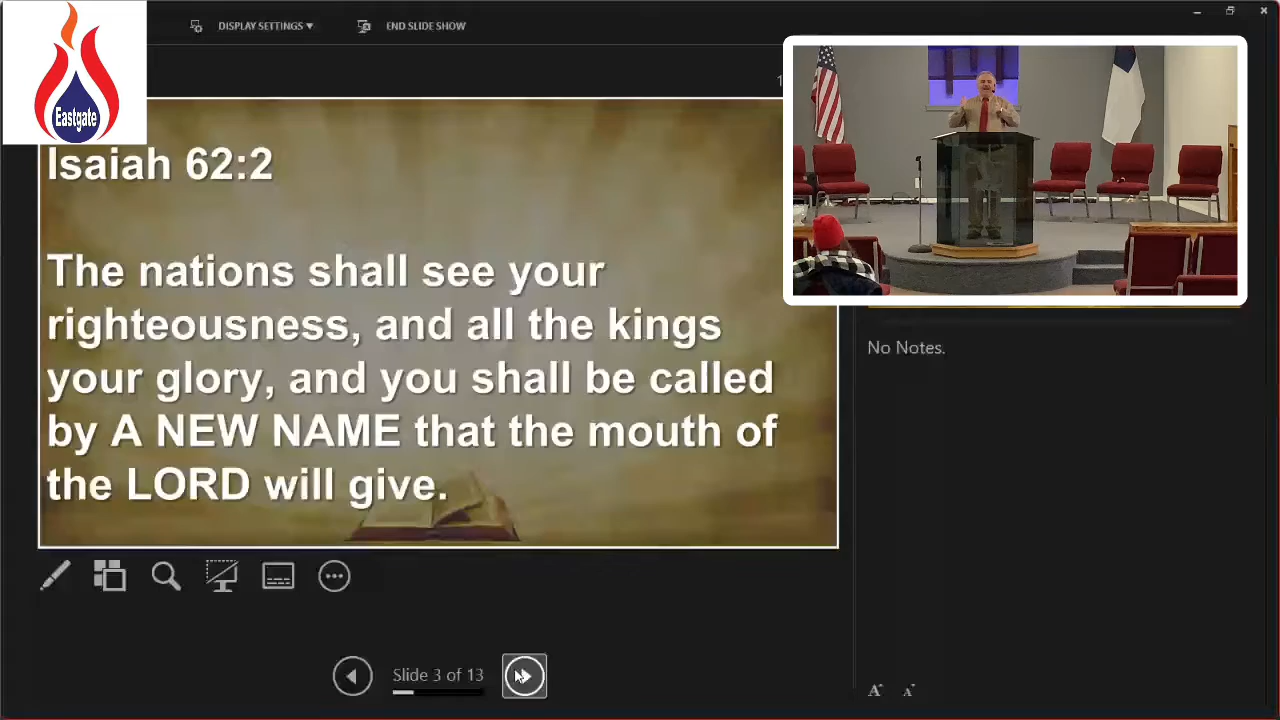 DISPLAY SETTINGS ▾
END SLIDE SHOW
Eastgate
1
Isaiah 62:2
The nations shall see your
righteousness, and all the kings
your glory, and you shall be called
by A NEW NAME that the mouth of
the LORD will give.
No Notes.
Slide 3 of 13
A A